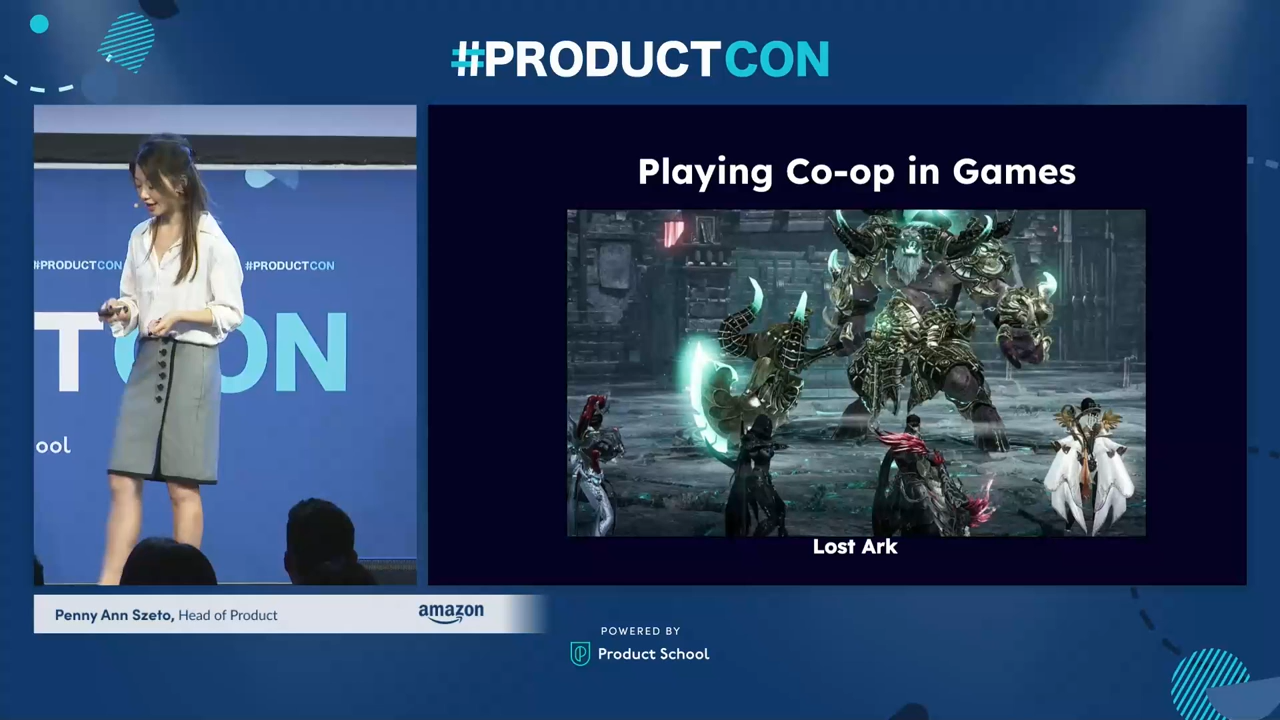 #PRODUCTCON
#PRODUCTCON
#PRODUCTCON
TCON
ool
Playing Co-op in Games
Lost Ark
Penny Ann Szeto, Head of Product
amazon
POWERED BY
Product School